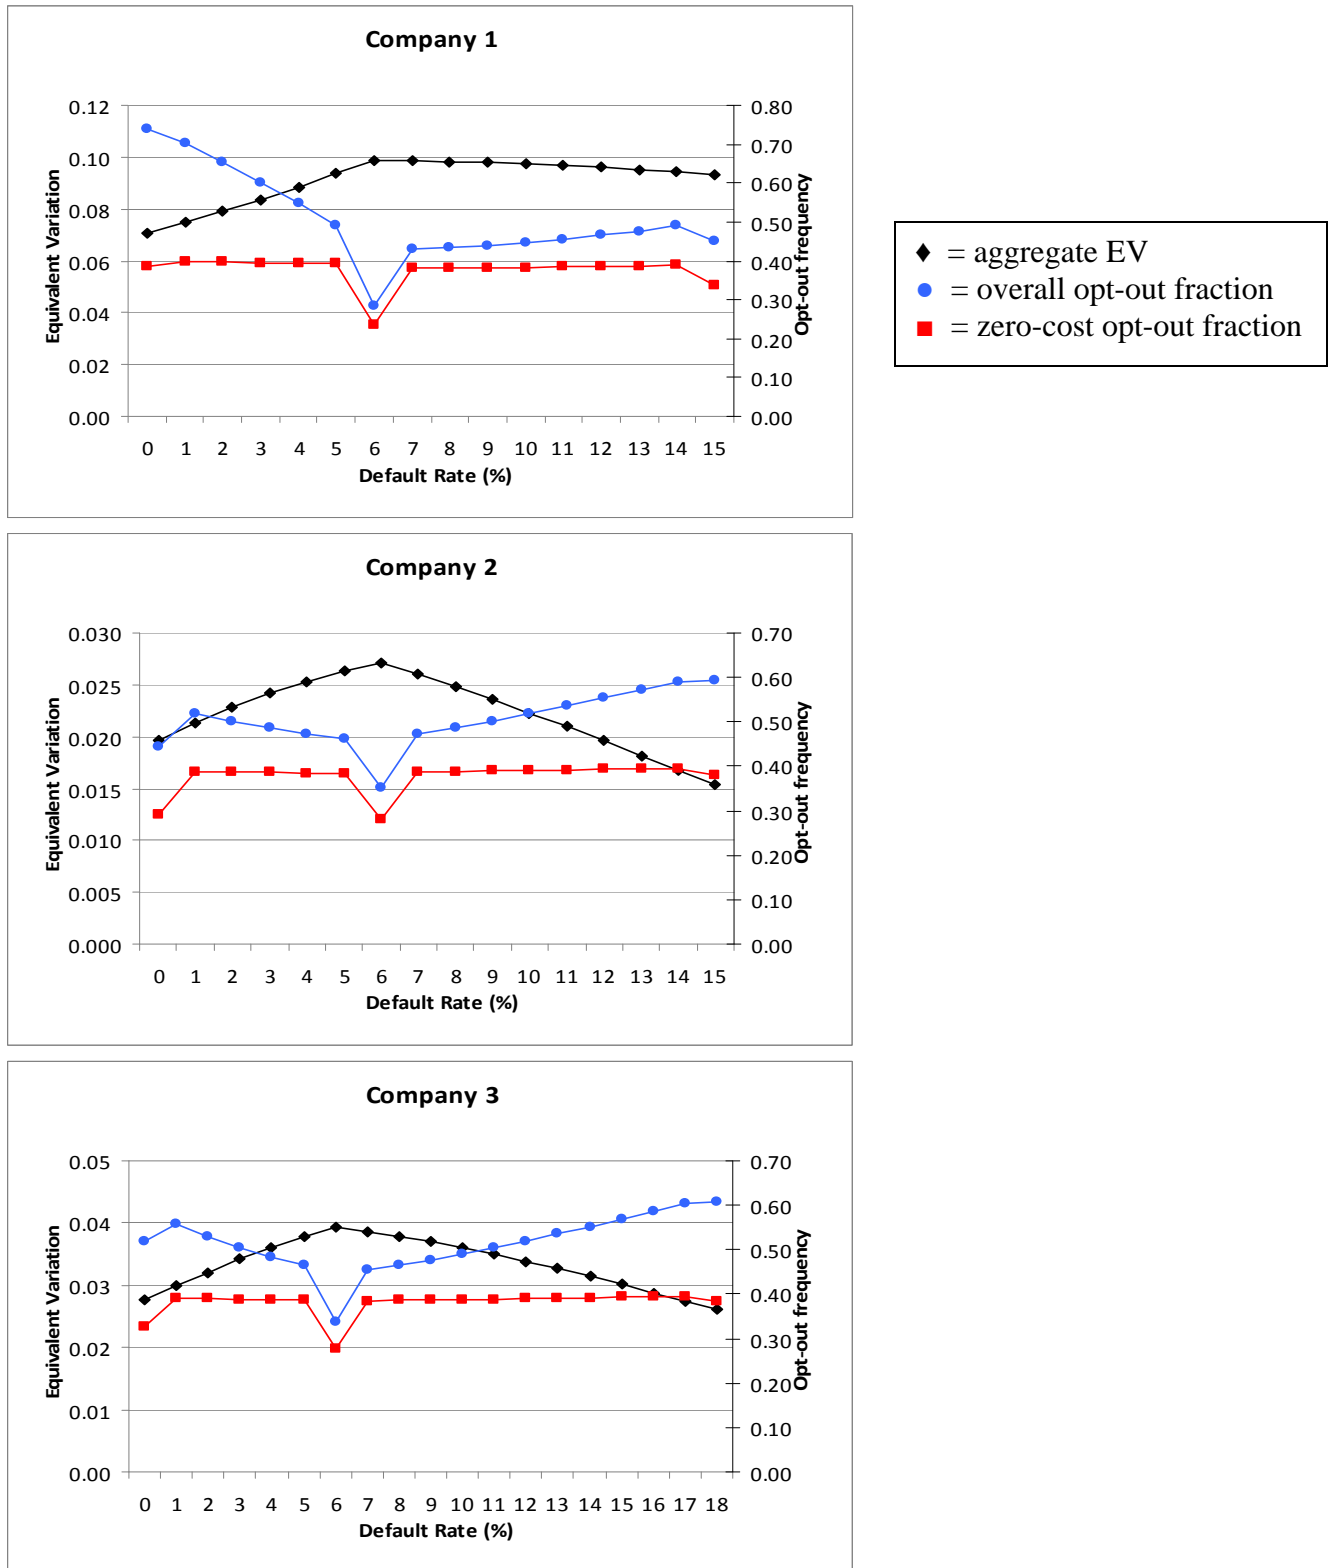 Company 1
0.12
0.10
0.08
0.06
0.04
0.02
0.00
Equivalent Variation
0.80
0.70
0.60
0.50
0.40
0.30
0.20
0.10
0.00
Opt-out frequency
0 1 2 3 4 5 6 7 8 9 10 11 12 13 14 15
Default Rate (%)
= aggregate EV
= overall opt-out fraction
= zero-cost opt-out fraction
Company 2
0.030
0.025
0.020
0.015
0.010
0.005
0.000
Equivalent Variation
0.70
0.60
0.50
0.40
0.30
0.20
0.10
0.00
Opt-out frequency
0 1 2 3 4 5 6 7 8 9 10 11 12 13 14 15
Default Rate (%)
Company 3
0.05
0.04
0.03
0.02
0.01
0.00
Equivalent Variation
0.70
0.60
0.50
0.40
0.30
0.20
0.10
0.00
Opt-out frequency
0 1 2 3 4 5 6 7 8 9 10 11 12 13 14 15 16 17 18
Default Rate (%)